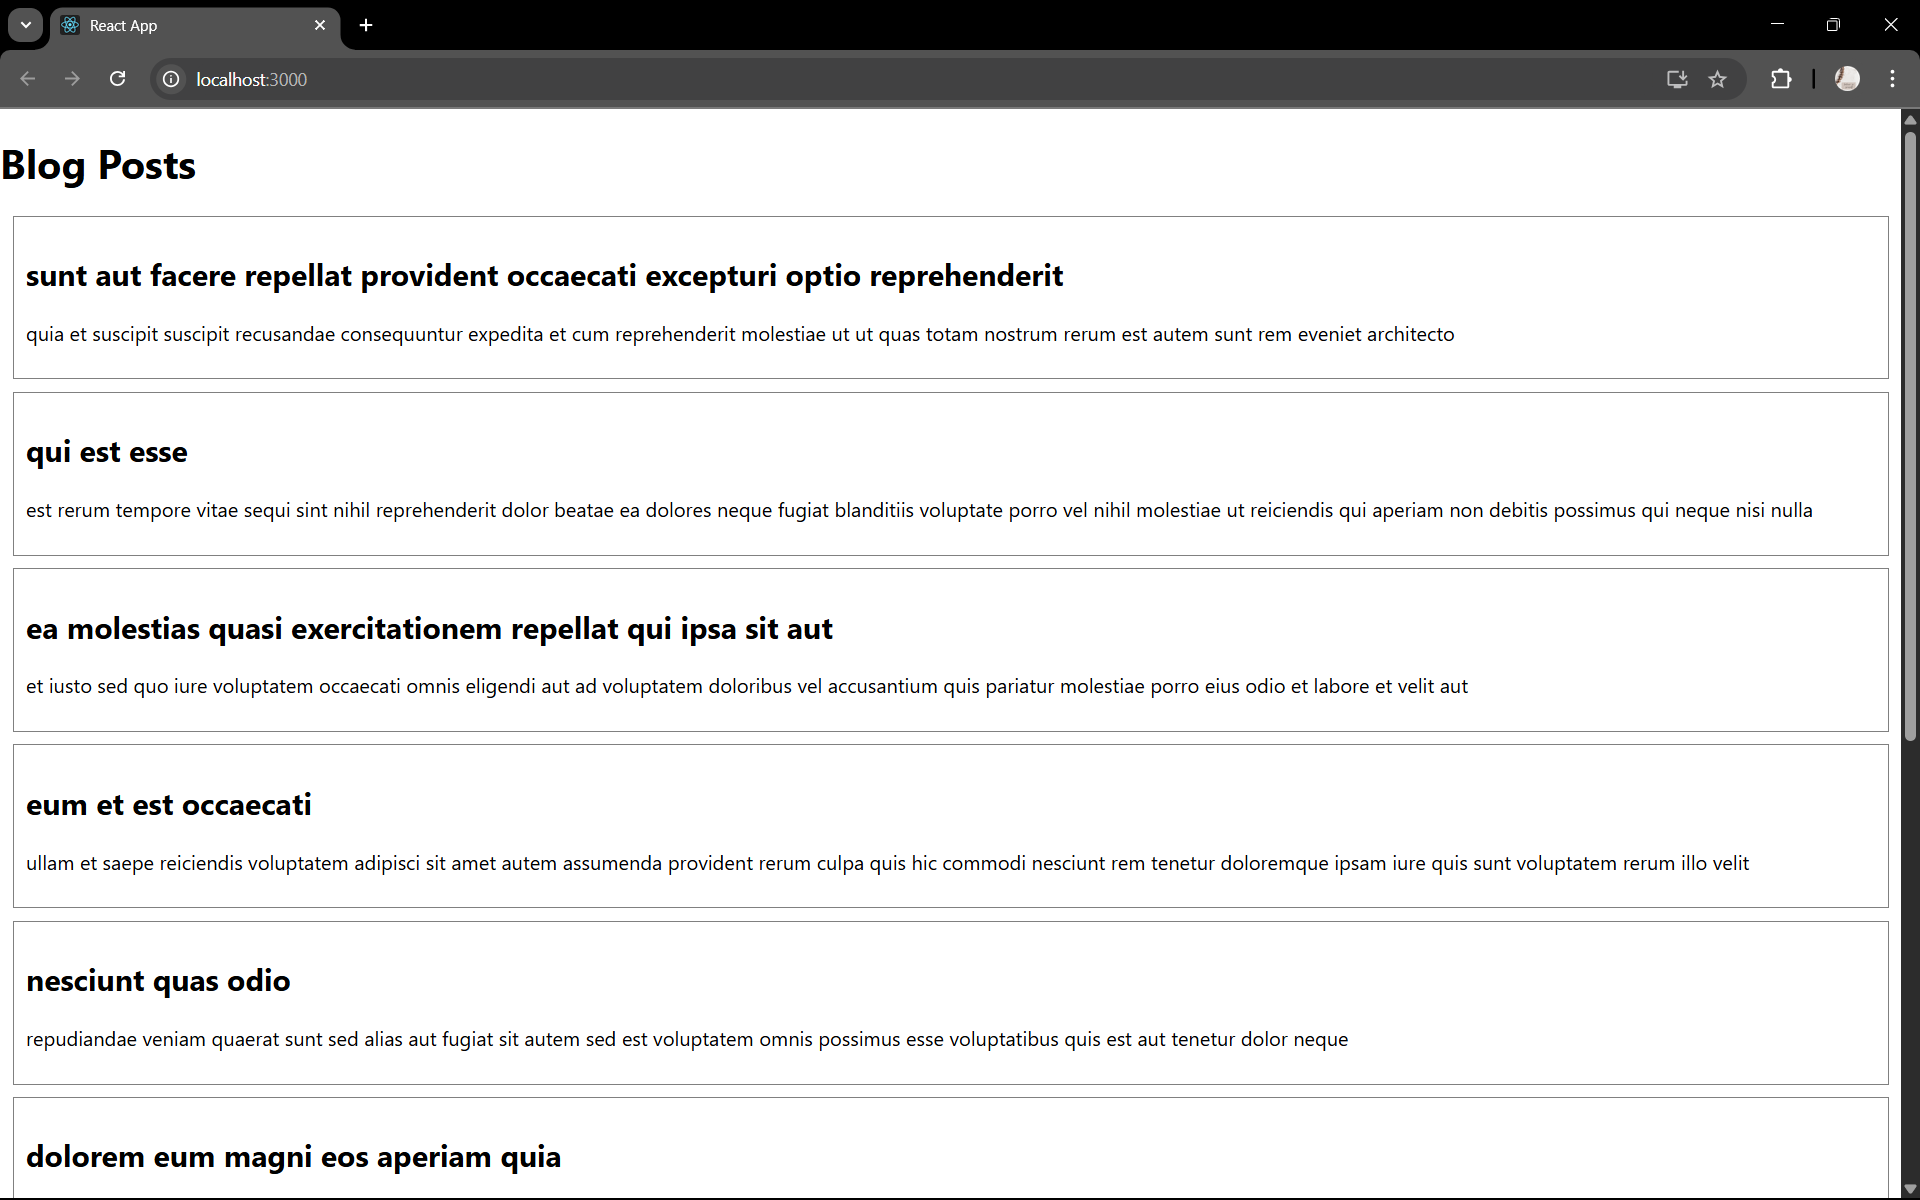 React App
localhost:3000
Blog Posts
sunt aut facere repellat provident occaecati excepturi optio reprehenderit
quia et suscipit suscipit recusandae consequuntur expedita et cum reprehenderit molestiae ut ut quas totam nostrum rerum est autem sunt rem eveniet architecto
qui est esse
est rerum tempore vitae sequi sint nihil reprehenderit dolor beatae ea dolores neque fugiat blanditiis voluptate porro vel nihil molestiae ut reiciendis qui aperiam non debitis possimus qui neque nisi nulla
ea molestias quasi exercitationem repellat qui ipsa sit aut
et iusto sed quo iure voluptatem occaecati omnis eligendi aut ad voluptatem doloribus vel accusantium quis pariatur molestiae porro eius odio et labore et velit aut
eum et est occaecati
ullam et saepe reiciendis voluptatem adipisci sit amet autem assumenda provident rerum culpa quis hic commodi nesciunt rem tenetur doloremque ipsam iure quis sunt voluptatem rerum illo velit
nesciunt quas odio
repudiandae veniam quaerat sunt sed alias aut fugiat sit autem sed est voluptatem omnis possimus esse voluptatibus quis est aut tenetur dolor neque
dolorem eum magni eos aperiam quia